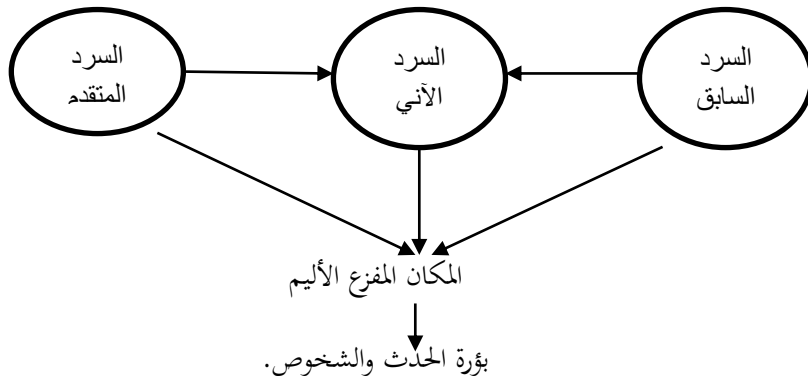 السرد
السابق
السرد
الآني
السرد
المتقدم
المكان المفزع الأليم
بؤرة الحدث والشخوص.